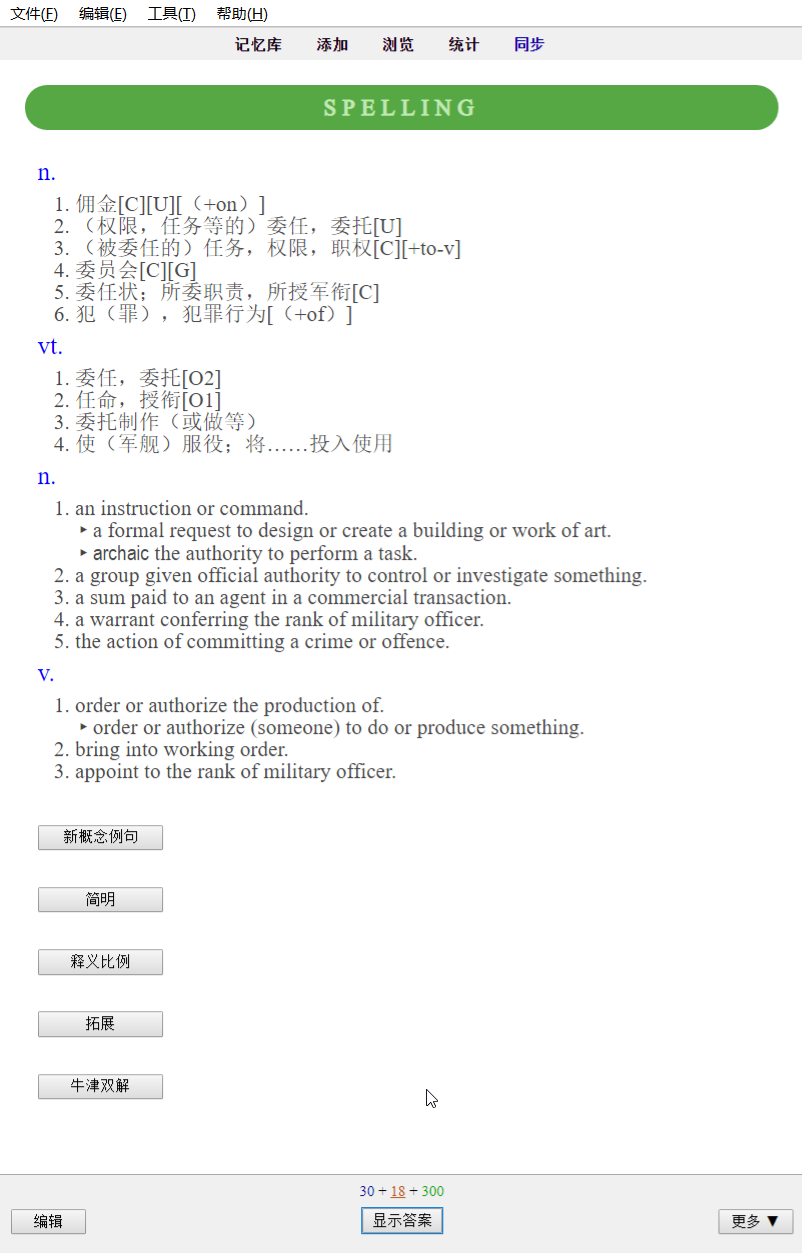 文件(F) 编辑(E) 工具(T) 帮助(H)
记忆库 添加 浏览 统计 同步
SPELLING
n.
1. 佣金[C][U][（+on）]
2. （权限，任务等的）委任，委托[U]
3. （被委任的）任务，权限，职权[C][+to-v]
4. 委员会[C][G]
5. 委任状；所委职责，所授军衔[C]
6. 犯（罪），犯罪行为[（+of）]
vt.
1. 委任，委托[O2]
2. 任命，授衔[O1]
3. 委托制作（或做等）
4. 使（军舰）服役；将……投入使用
n.
1. an instruction or command.
‣ a formal request to design or create a building or work of art.
‣ archaic the authority to perform a task.
2. a group given official authority to control or investigate something.
3. a sum paid to an agent in a commercial transaction.
4. a warrant conferring the rank of military officer.
5. the action of committing a crime or offence.
v.
1. order or authorize the production of.
‣ order or authorize (someone) to do or produce something.
2. bring into working order.
3. appoint to the rank of military officer.
新概念例句
简明
释义比例
拓展
牛津双解
30 + 18 + 300
编辑 显示答案 更多 ▼